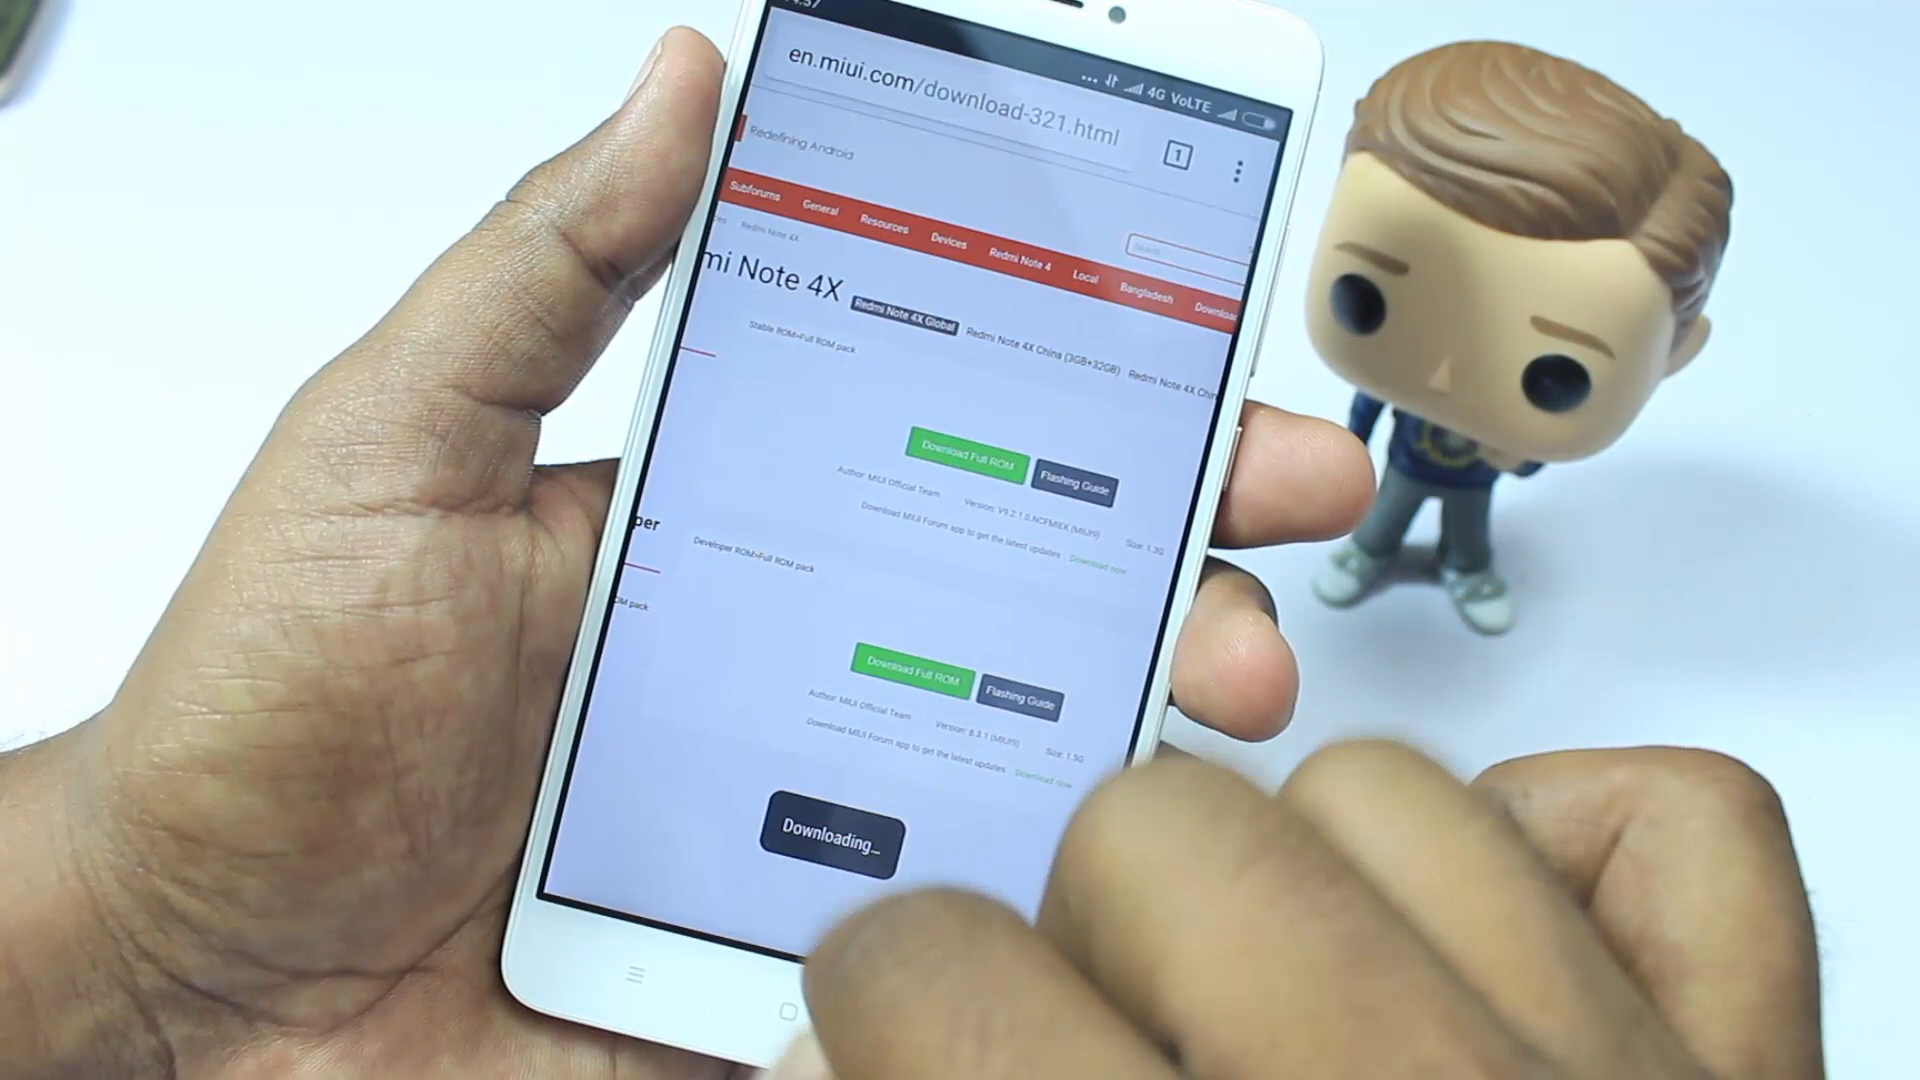 4G VoLTE
en.miui.com/download-321.html
1
Redefining Android
Subforums General Resources Devices Redmi Note 4 Local Bangladesh Download
Search
Redmi Note 4X
mi Note 4X Redmi Note 4X Global Redmi Note 4X China (3GB+32GB) Redmi Note 4X Chin
Stable ROM>Full ROM pack
Download Full ROM Flashing Guide
Author: MIUI Official Team Version: V9.2.1.0.NCFMIEK (MIUI9) Size: 1.3G
Download MIUI Forum app to get the latest updates Download now
per
Developer ROM>Full ROM pack
OM pack
Download Full ROM Flashing Guide
Author: MIUI Official Team Version: 8.3.1 (MIUI9) Size: 1.5G
Download MIUI Forum app to get the latest updates Download now
Downloading...